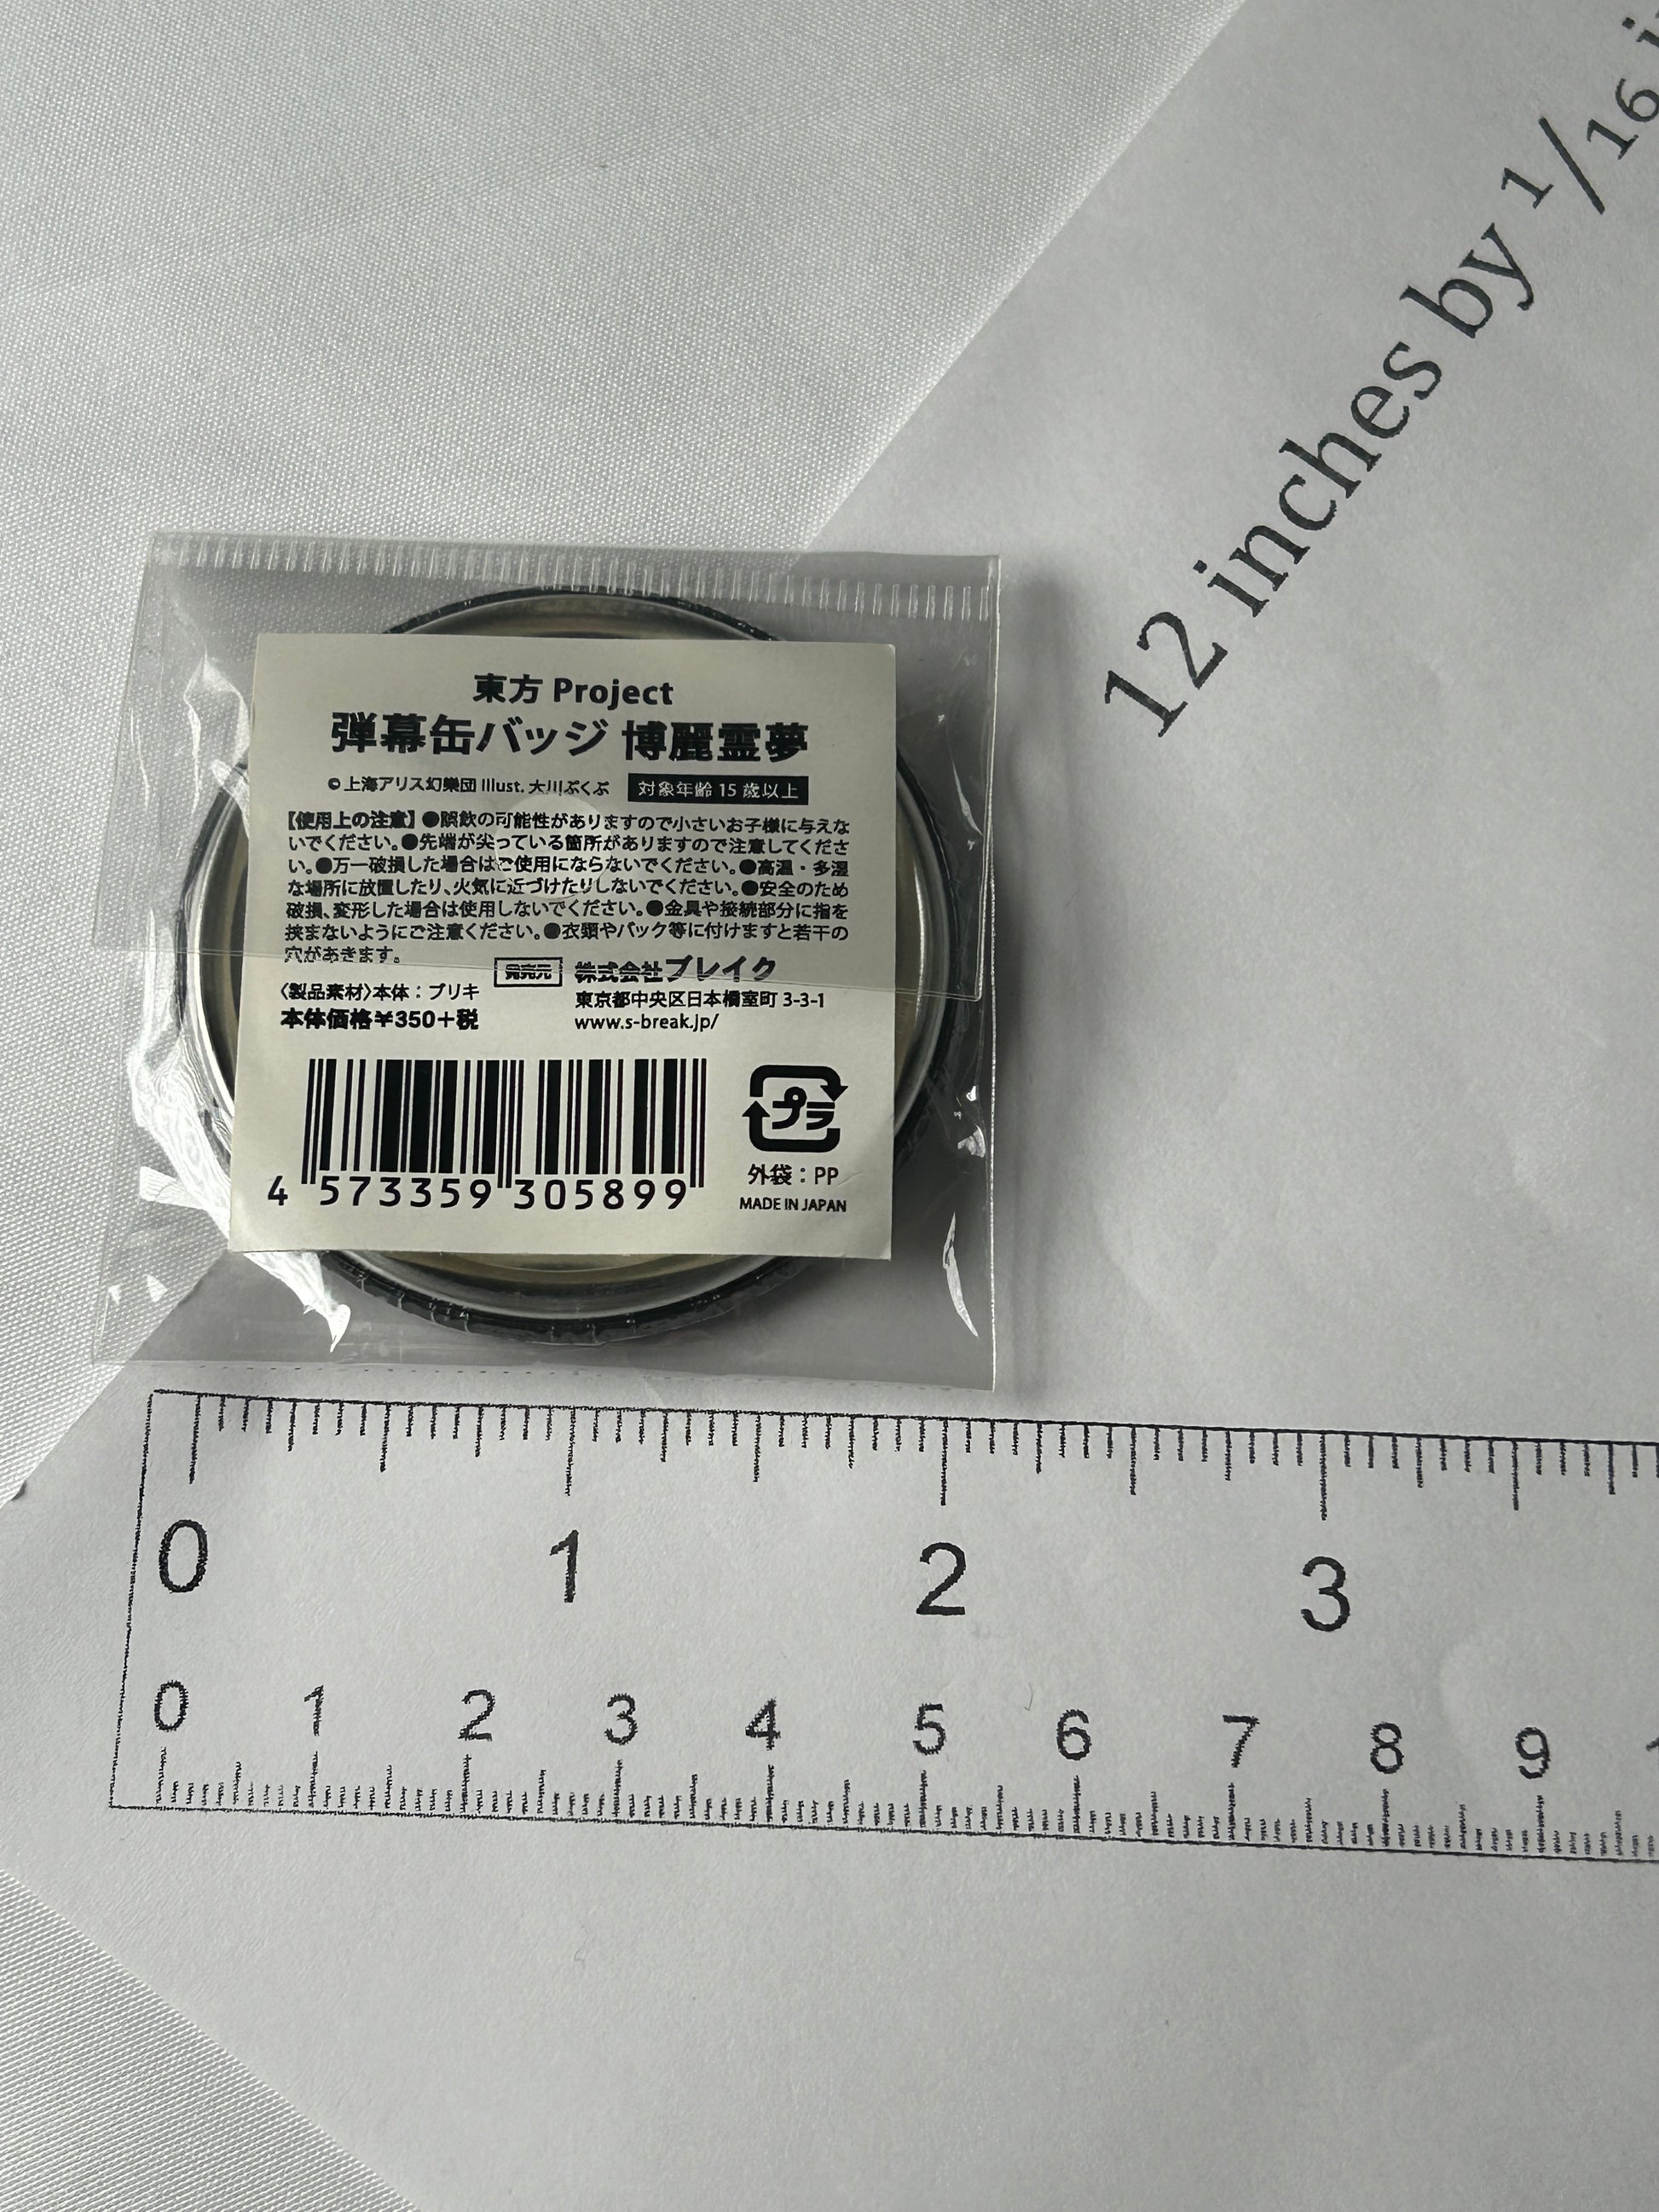 12 inches by 1/16 i
東方 Project
弾幕缶バッジ 博麗霊夢
©上海アリス幻樂団 Illust. 大川ぶくぶ 対象年齢 15 歳以上
【使用上の注意】●誤飲の可能性がありますので小さいお子様に与えな
いでください。●先端が尖っている箇所がありますので注意してくださ
い。●万一破損した場合はご使用にならないでください。●高温・多湿
な場所に放置したり、火気に近づけたりしないでください。●安全のため
破損、変形した場合は使用しないでください。●金具や接続部分に指を
挟まないようにご注意ください。●衣類やバック等に付けますと若干の
穴があきます。
発売元 株式会社ブレイク
〈製品素材〉本体：ブリキ
東京都中央区日本橋室町 3-3-1
本体価格¥350＋税
www.s-break.jp/
4 573359 305899
プラ
外袋：PP
MADE IN JAPAN
0 1 2 3
0 1 2 3 4 5 6 7 8 9